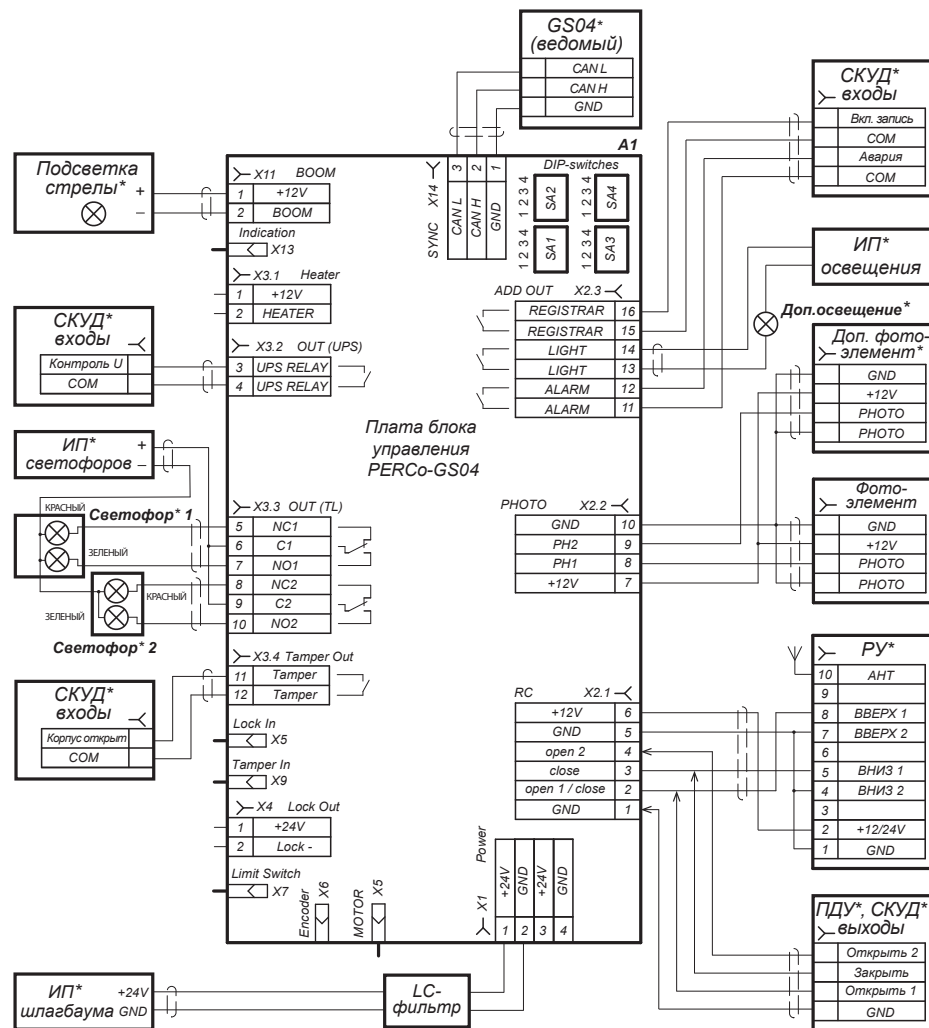 GS04*
(ведомый)
CAN L
CAN H
GND
СКУД*
входы
Вкл. запись
COM
Авария
COM
A1
Подсветка
стрелы*
+
–
X11 BOOM
1 +12V
2 BOOM
Indication
X13
SYNC X14
3 2 1
CAN L
CAN H
GND
DIP-switches
1 2 3 4 SA2
1 2 3 4 SA4
1 2 3 4 SA1
1 2 3 4 SA3
ИП*
освещения
Доп.освещение*
X3.1 Heater
1 +12V
2 HEATER
ADD OUT X2.3
REGISTRAR 16
REGISTRAR 15
LIGHT 14
LIGHT 13
ALARM 12
ALARM 11
СКУД*
входы
Контроль U
COM
X3.2 OUT (UPS)
3 UPS RELAY
4 UPS RELAY
Доп. фото-
элемент*
GND
+12V
PHOTO
PHOTO
Плата блока
управления
PERCo-GS04
ИП*
светофоров
+
–
КРАСНЫЙ
Светофор* 1
ЗЕЛЕНЫЙ
КРАСНЫЙ
ЗЕЛЕНЫЙ
Светофор* 2
X3.3 OUT (TL)
5 NC1
6 C1
7 NO1
8 NC2
9 C2
10 NO2
PHOTO X2.2
GND 10
PH2 9
PH1 8
+12V 7
Фото-
элемент
GND
+12V
PHOTO
PHOTO
X3.4 Tamper Out
11 Tamper
12 Tamper
СКУД*
входы
Корпус открыт
COM
RC X2.1
+12V 6
GND 5
open 2 4
close 3
open 1 / close 2
GND 1
РУ*
10 АНТ
9
8 ВВЕРХ 1
7 ВВЕРХ 2
6
5 ВНИЗ 1
4 ВНИЗ 2
3
2 +12/24V
1 GND
Lock In
X5
Tamper In
X9
X4 Lock Out
1 +24V
2 Lock -
Limit Switch
X7
Encoder
X6
MOTOR
X5
Power
X1
+24V
GND
+24V
GND
1 2 3 4
ПДУ*, СКУД*
выходы
Открыть 2
Закрыть
Открыть 1
GND
ИП*
шлагбаума
+24V
GND
LC-
фильтр